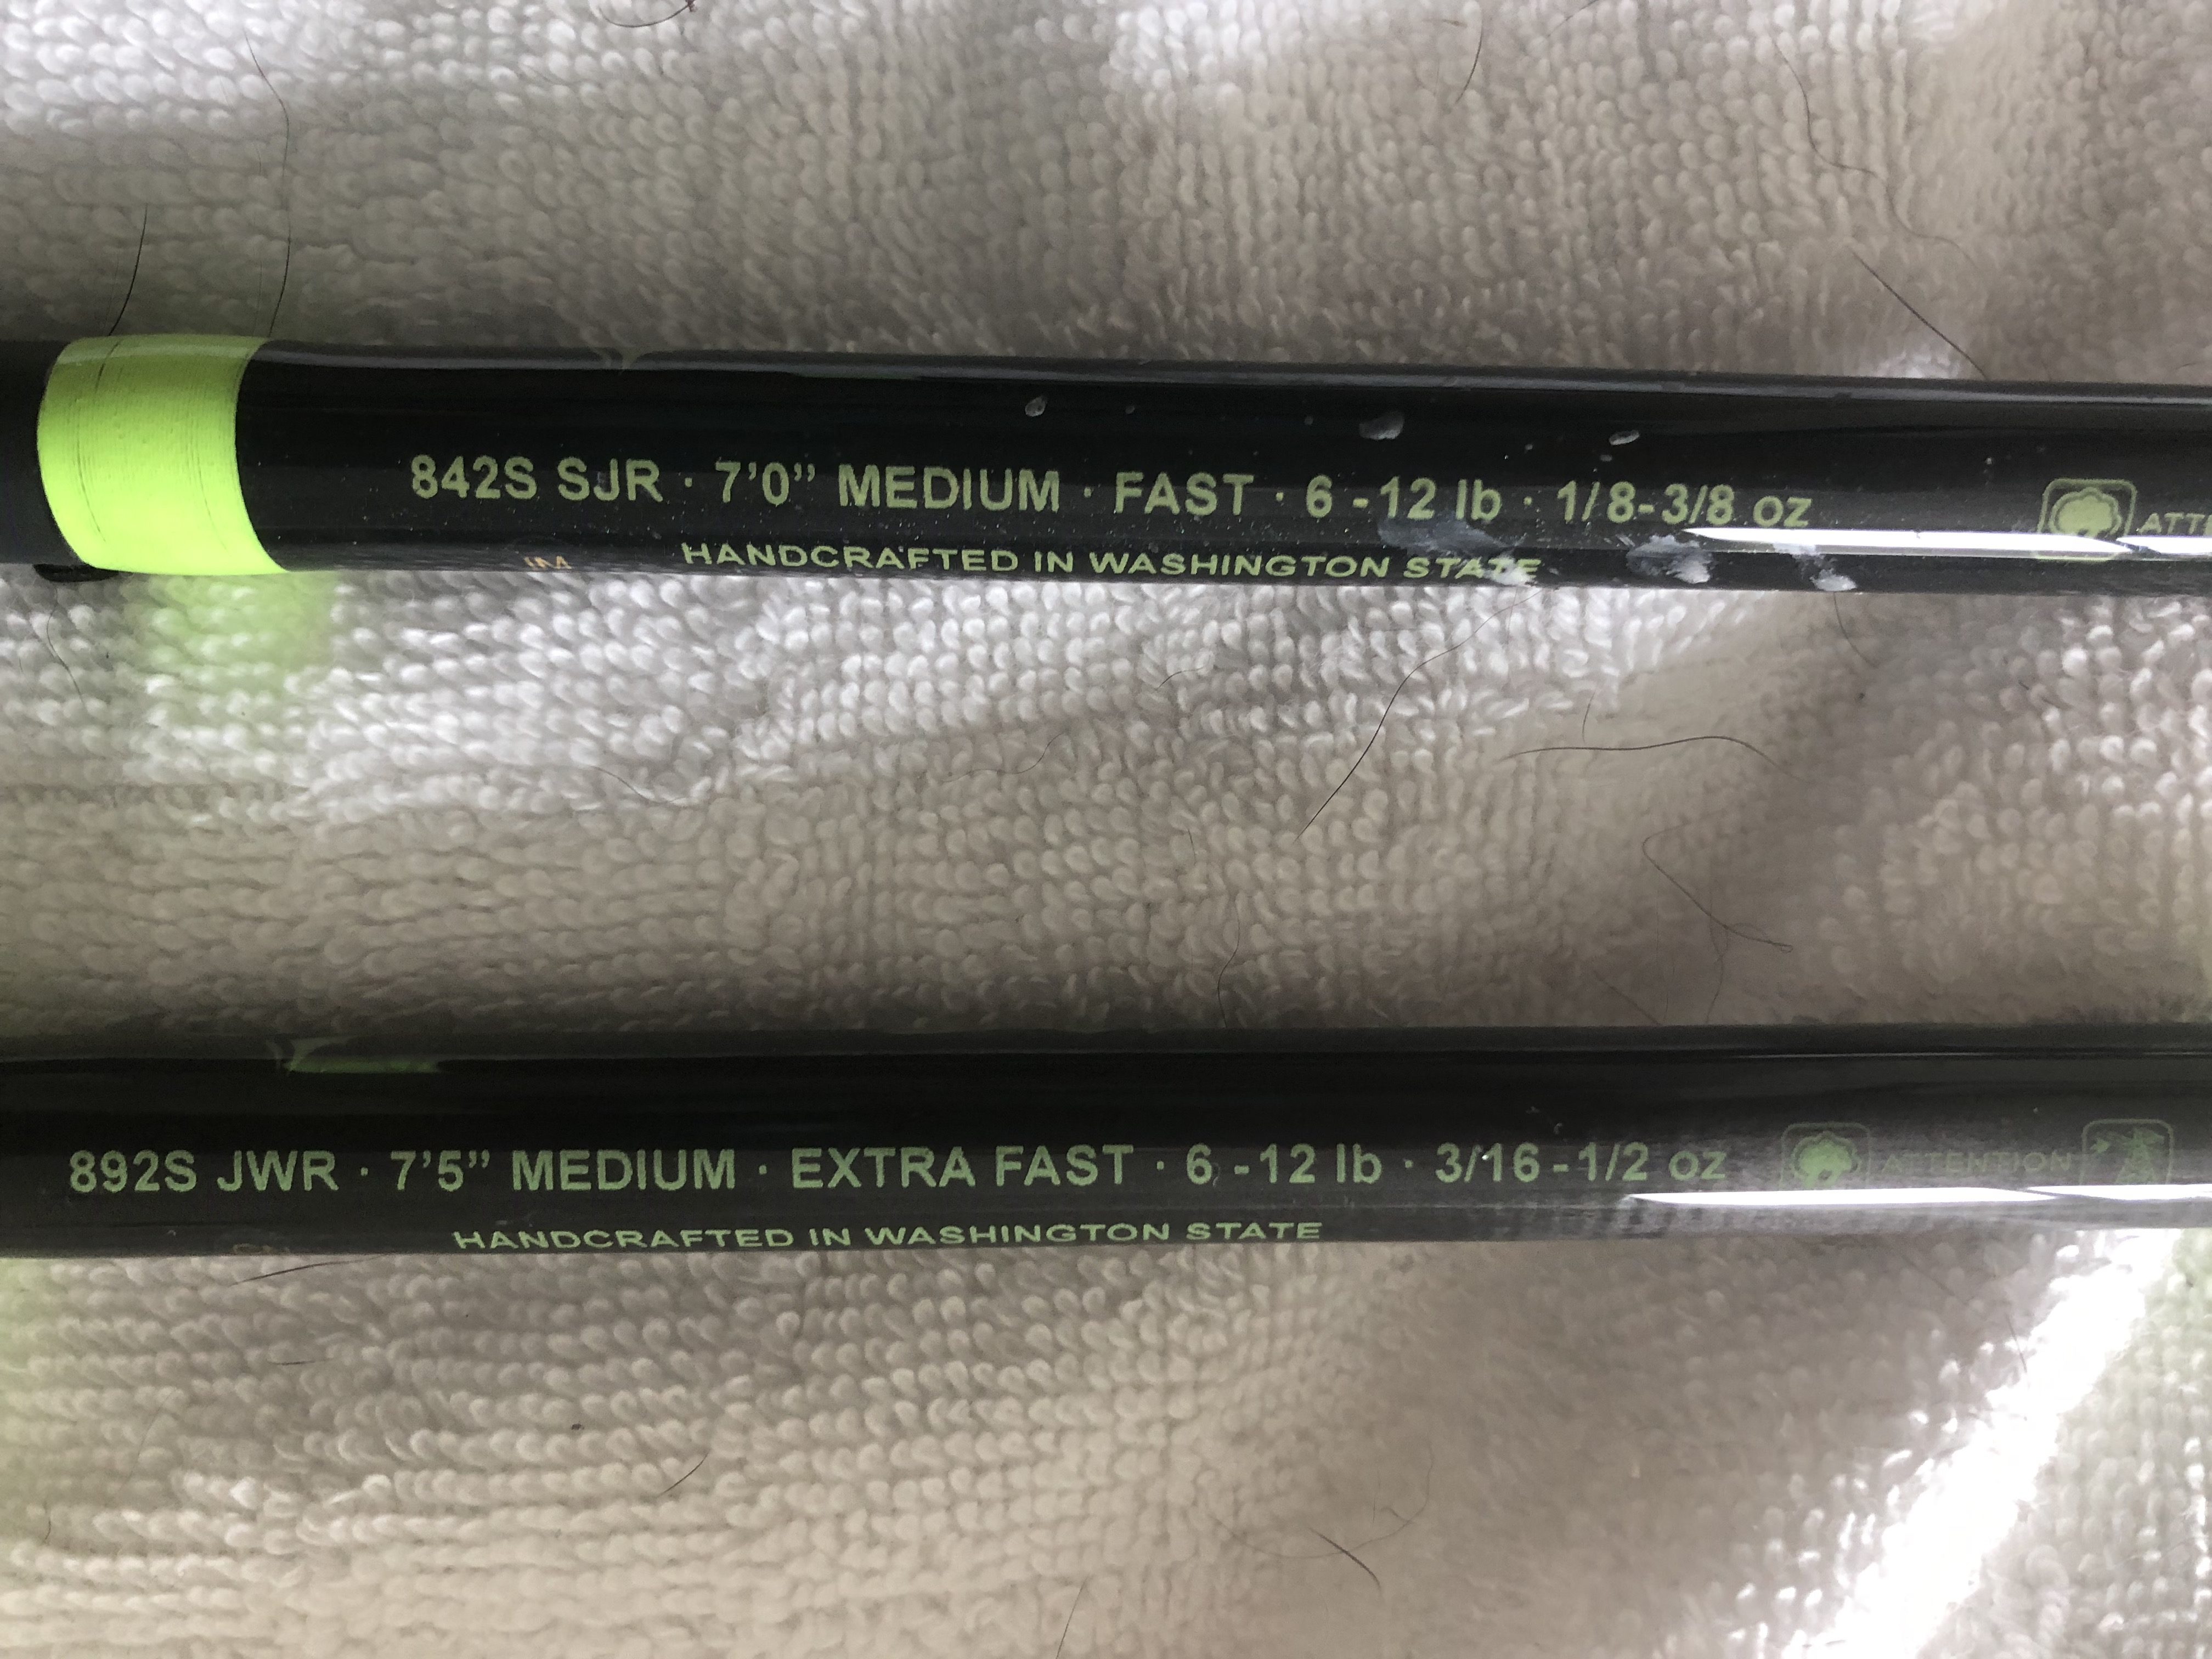 842S SJR · 7'0” MEDIUM · FAST · 6 - 12 lb · 1/8-3/8 oz
HANDCRAFTED IN WASHINGTON STATE
892S JWR · 7'5” MEDIUM · EXTRA FAST · 6 - 12 lb · 3/16 - 1/2 oz ATTENTION
HANDCRAFTED IN WASHINGTON STATE